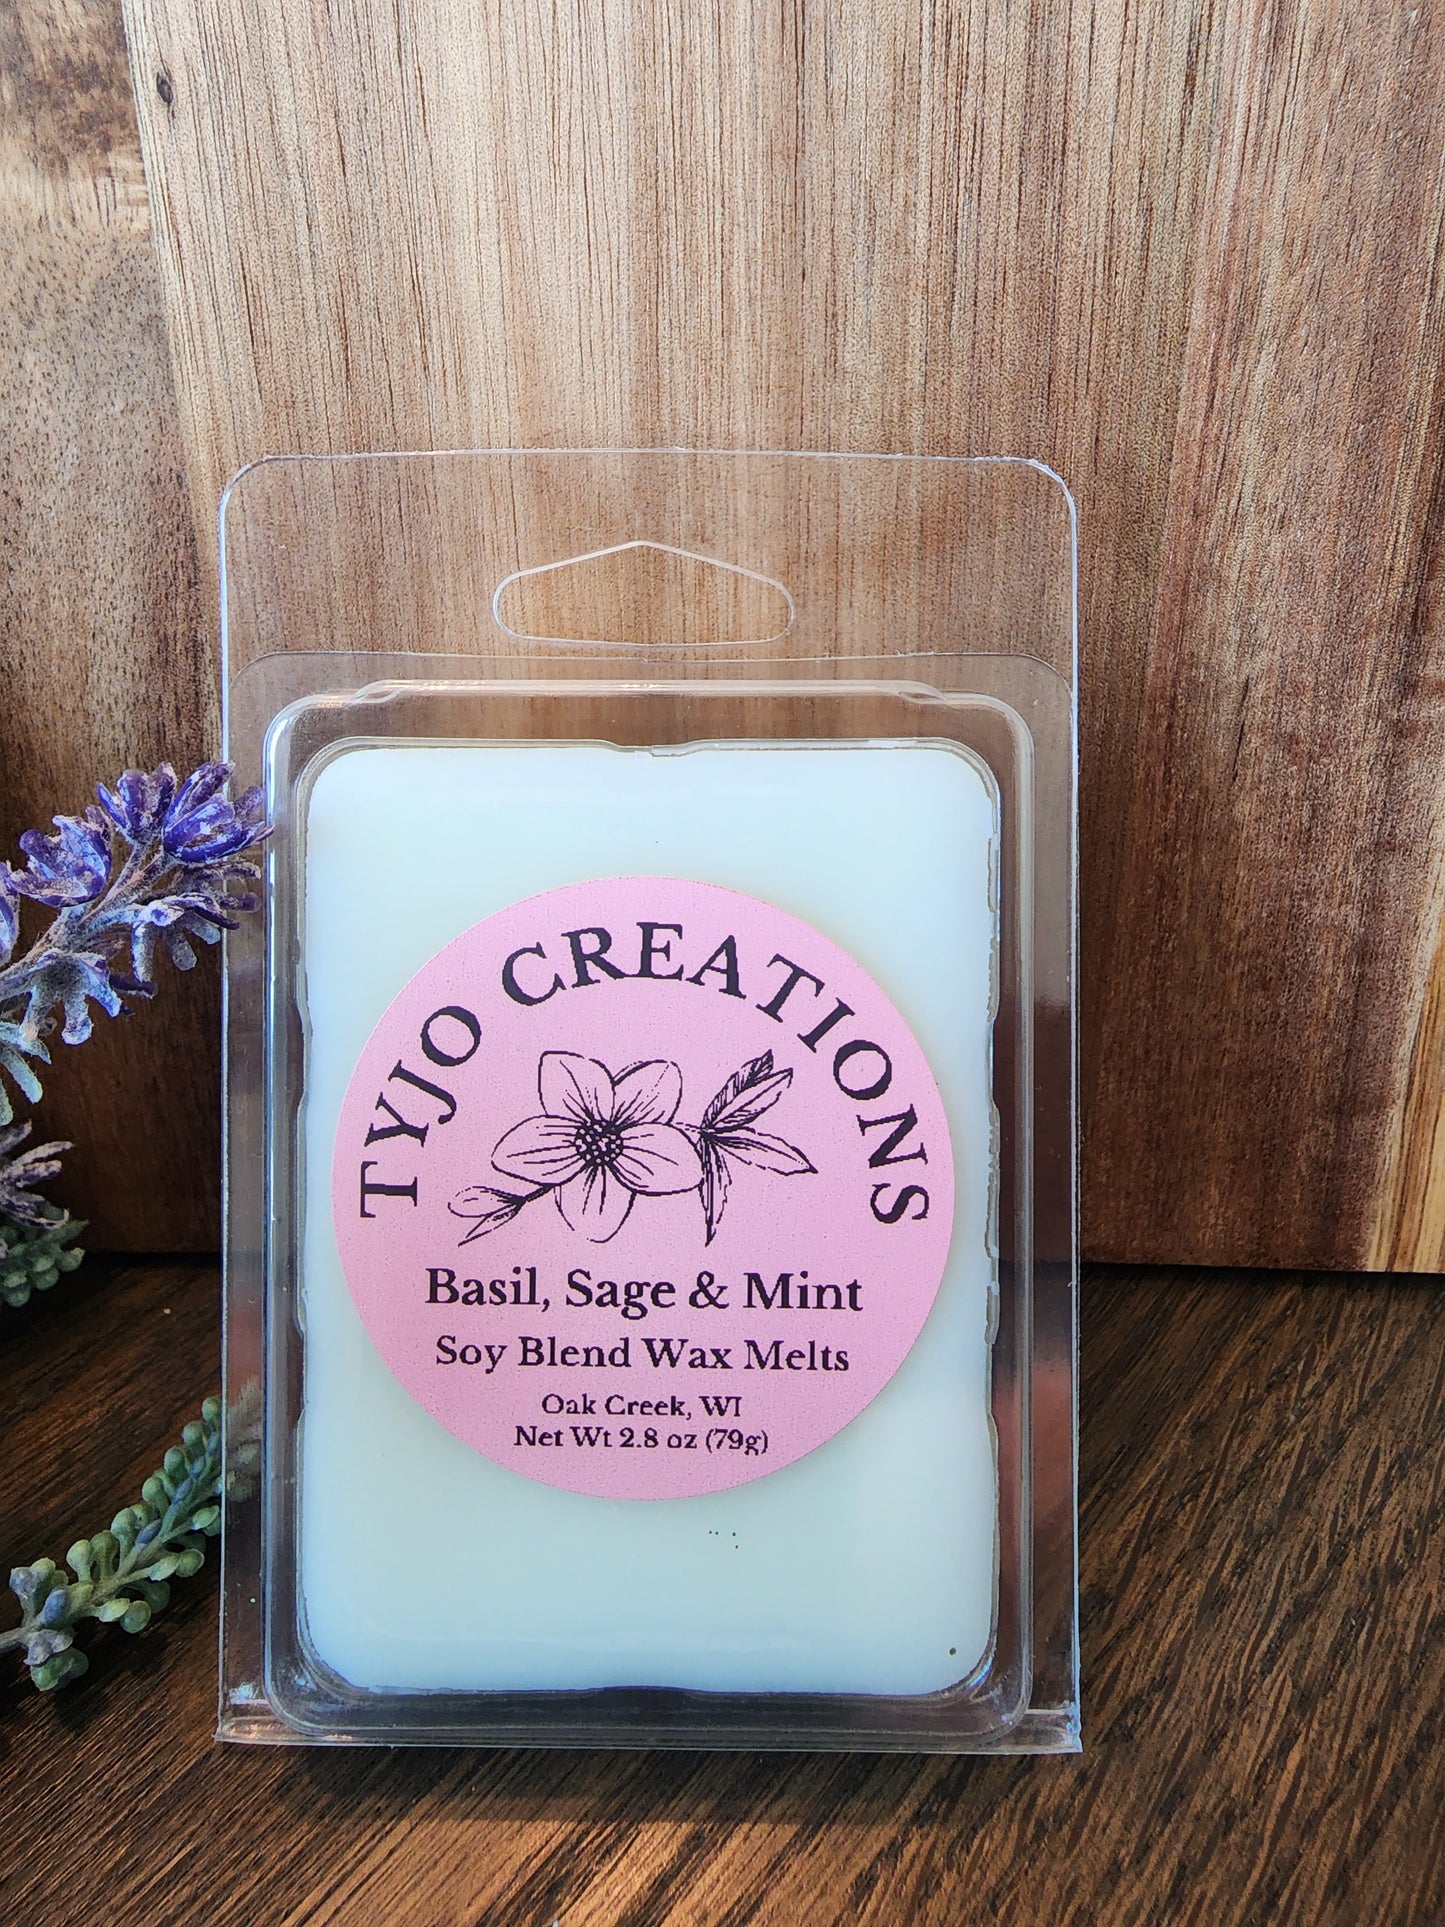 TYJO CREATIONS
Basil, Sage & Mint
Soy Blend Wax Melts
Oak Creek, WI
Net Wt 2.8 oz (79g)